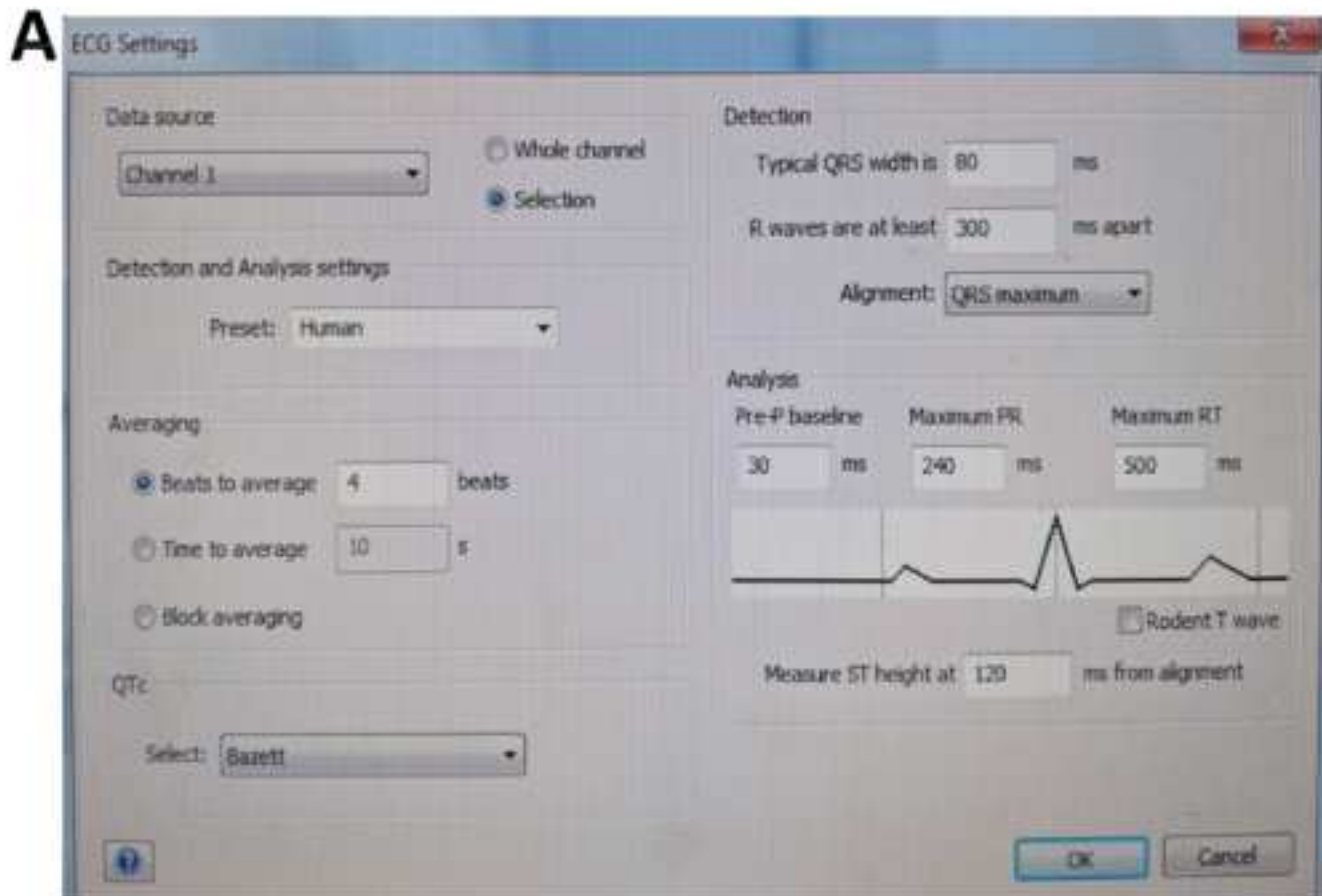 A
ECG Settings
Data source
Channel 1
Whole channel
Selection
Detection and Analysis settings
Preset: Human
Averaging
Beats to average 4 beats
Time to average 10 s
Block averaging
QTc
Select: Bazett
Detection
Typical QRS width is 80 ms
R waves are at least 300 ms apart
Alignment: QRS maximum
Analysis
Pre-P baseline Maximum PR Maximum RT
30 ms 240 ms 500 ms
Rodent T wave
Measure ST height at 120 ms from alignment
OK Cancel